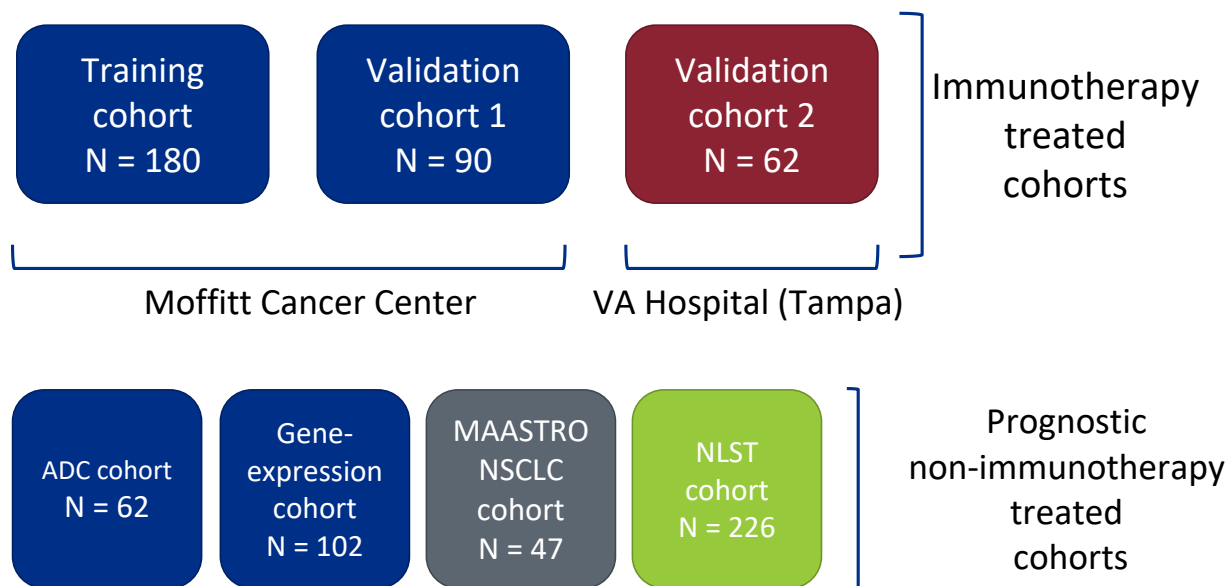 Training
cohort
N = 180
Validation
cohort 1
N = 90
Validation
cohort 2
N = 62
Immunotherapy
treated
cohorts
Moffitt Cancer Center
VA Hospital (Tampa)
ADC cohort
N = 62
Gene-
expression
cohort
N = 102
MAASTRO
NSCLC
cohort
N = 47
NLST
cohort
N = 226
Prognostic
non-immunotherapy
treated
cohorts